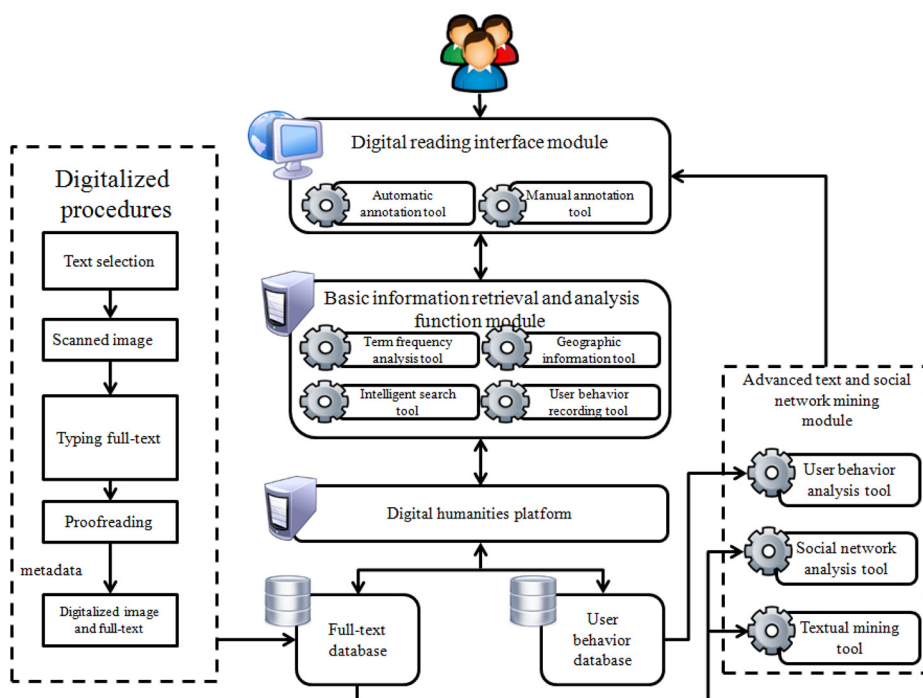 Digital reading interface module
Automatic
annotation tool
Manual annotation
tool
Digitalized
procedures
Text selection
Scanned image
Typing full-text
Proofreading
metadata
Digitalized image
and full-text
Basic information retrieval and analysis
function module
Term frequency
analysis tool
Geographic
information tool
Intelligent search
tool
User behavior
recording tool
Digital humanities platform
Full-text
database
User
behavior
database
Advanced text and social
network mining
module
User behavior
analysis tool
Social network
analysis tool
Textual mining
tool